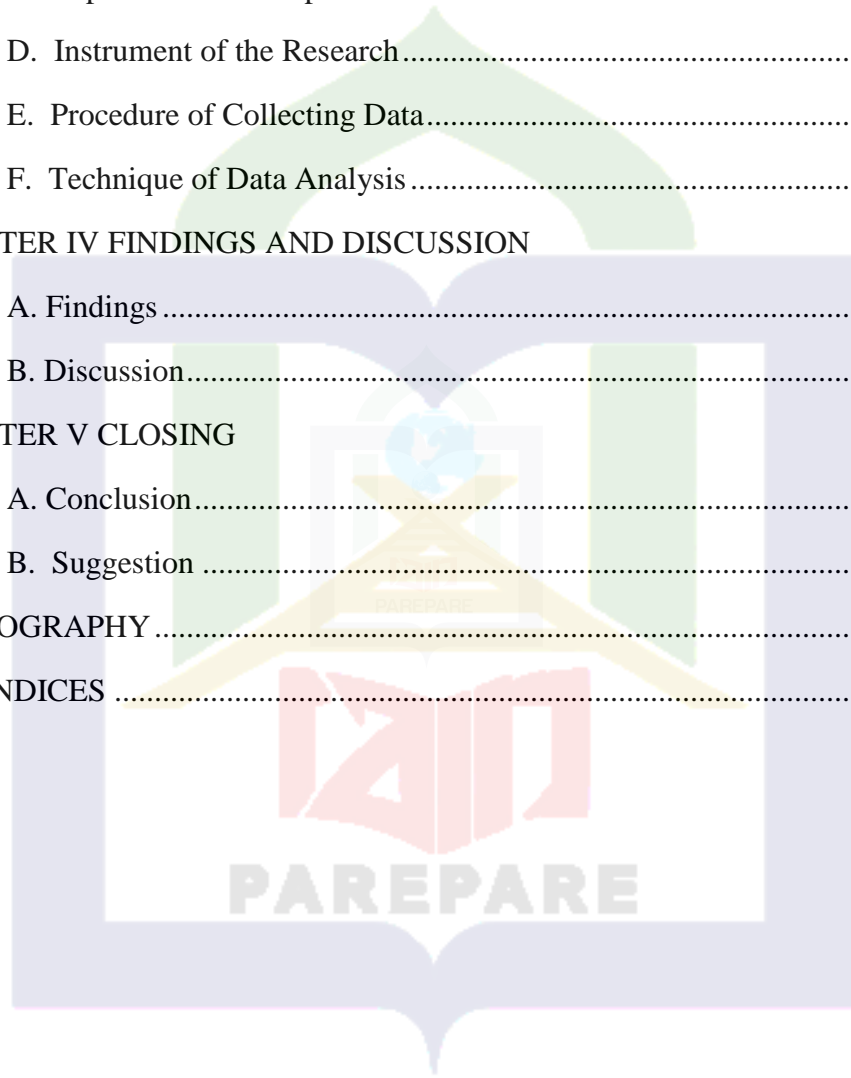 D. Instrument of the Research..........................................................
E. Procedure of Collecting Data.......................................................
F. Technique of Data Analysis.........................................................
TER IV FINDINGS AND DISCUSSION
A. Findings.......................................................................................
B. Discussion....................................................................................
TER V CLOSING
A. Conclusion...................................................................................
B. Suggestion ..................................................................................
OGRAPHY.........................................................................................
NDICES ..............................................................................................
PAREPARE
PAREPARE